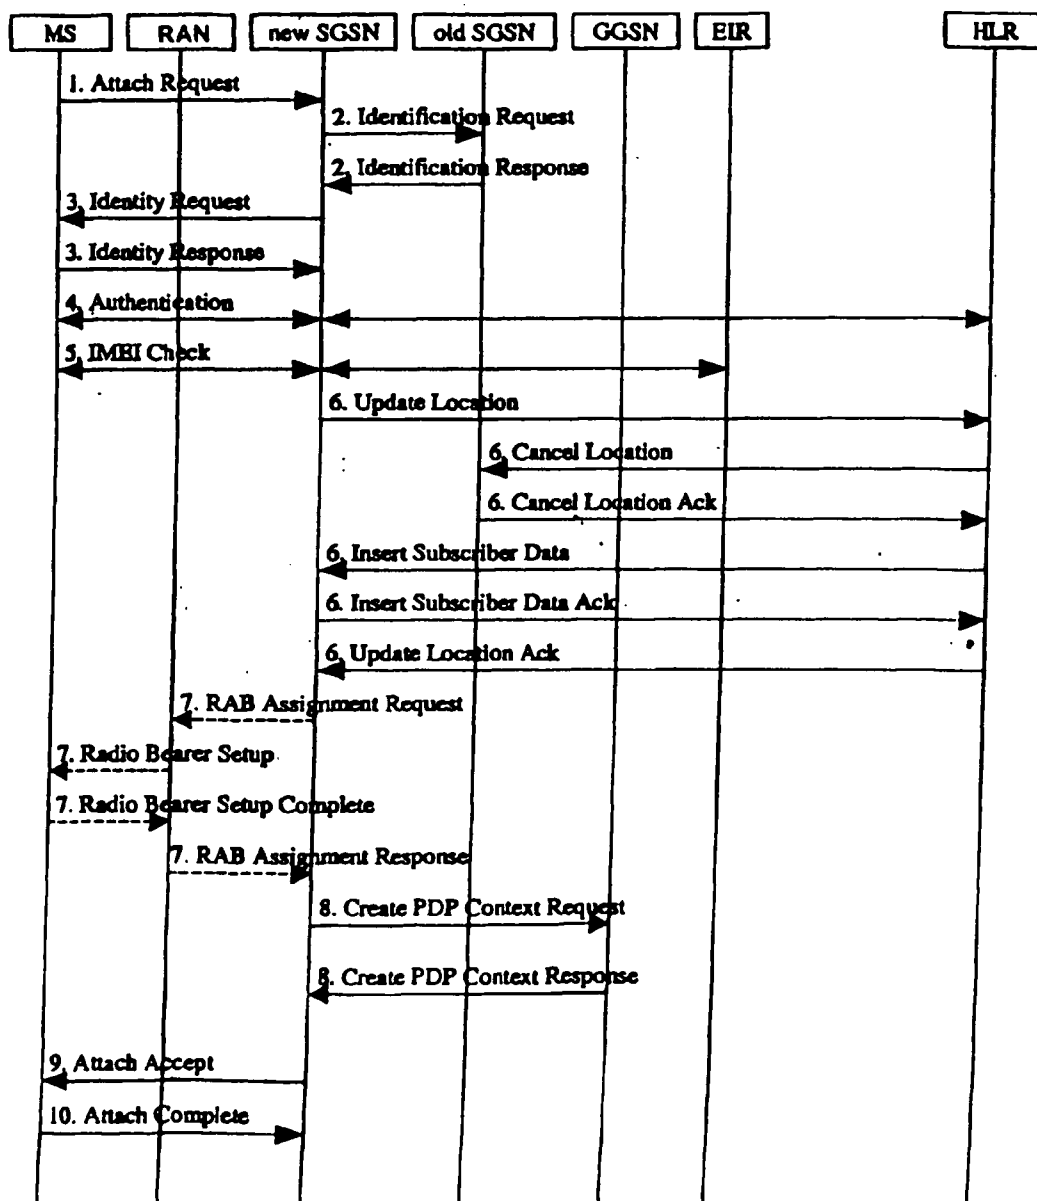 MS RAN new SGSN old SGSN GGSN EIR HLR
1. Attach Request
2. Identification Request
2. Identification Response
3. Identity Request
3. Identity Response
4. Authentication
5. IMEI Check
6. Update Location
6. Cancel Location
6. Cancel Location Ack
6. Insert Subscriber Data
6. Insert Subscriber Data Ack
6. Update Location Ack
7. RAB Assignment Request
7. Radio Bearer Setup
7. Radio Bearer Setup Complete
7. RAB Assignment Response
8. Create PDP Context Request
8. Create PDP Context Response
9. Attach Accept
10. Attach Complete